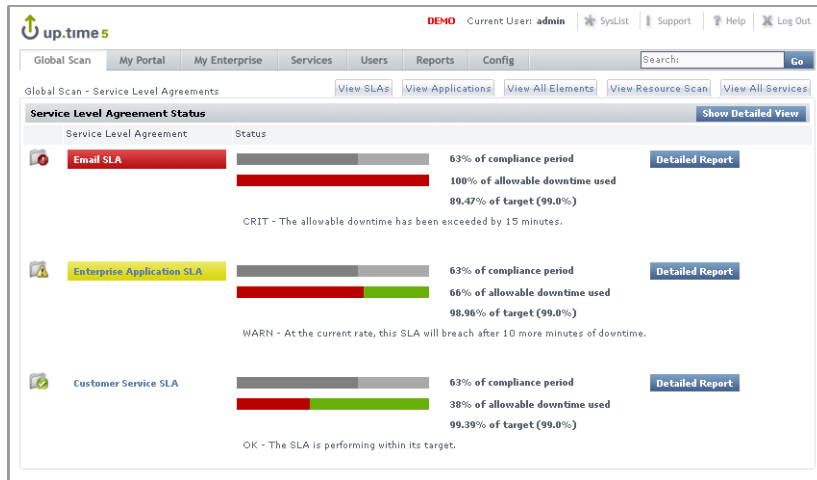 up.time 5
DEMO Current User: admin SysList Support Help Log Out
Global Scan My Portal My Enterprise Services Users Reports Config Search: Go
Global Scan - Service Level Agreements View SLAs View Applications View All Elements View Resource Scan View All Services
Service Level Agreement Status Show Detailed View
Service Level Agreement Status
Email SLA 63% of compliance period Detailed Report
100% of allowable downtime used
89.47% of target (99.0%)
CRIT - The allowable downtime has been exceeded by 15 minutes.
Enterprise Application SLA 63% of compliance period Detailed Report
66% of allowable downtime used
98.96% of target (99.0%)
WARN - At the current rate, this SLA will breach after 10 more minutes of downtime.
Customer Service SLA 63% of compliance period Detailed Report
38% of allowable downtime used
99.39% of target (99.0%)
OK - The SLA is performing within its target.